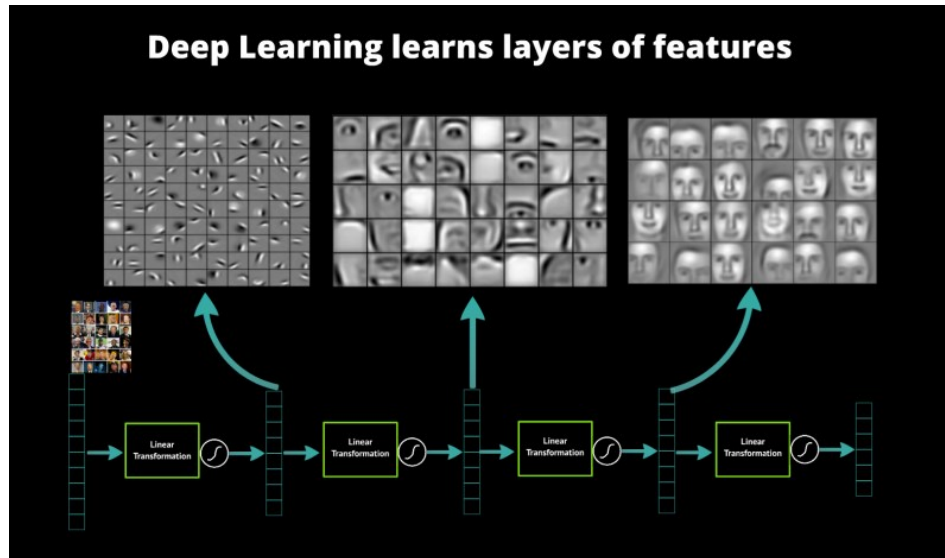 Deep Learning learns layers of features
Linear
Transformation
Linear
Transformation
Linear
Transformation
Linear
Transformation